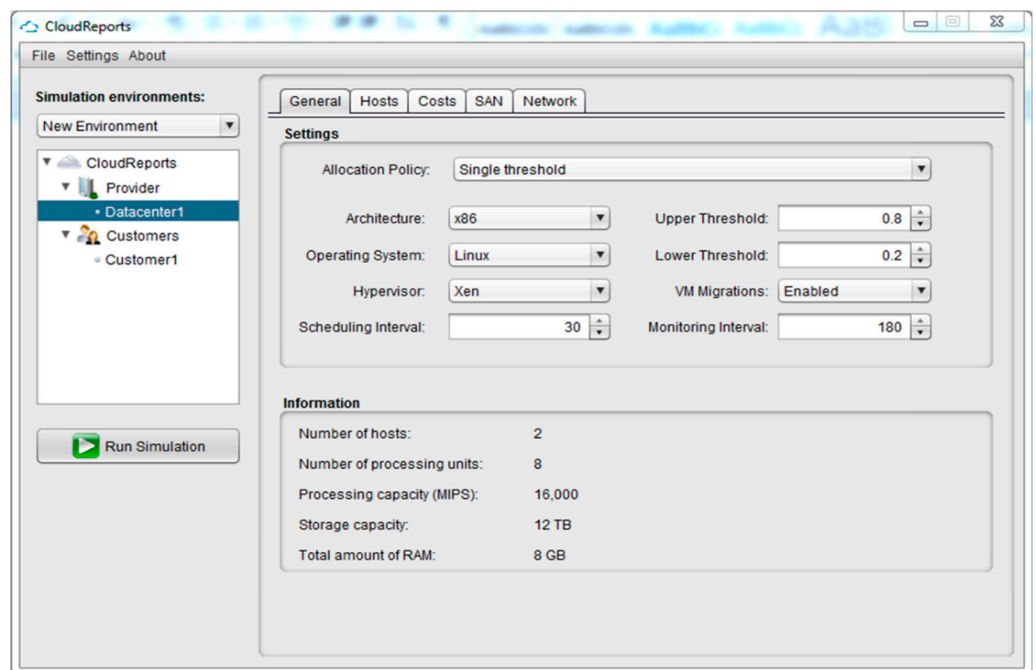 CloudReports
File Settings About
Simulation environments:
New Environment
CloudReports
Provider
Datacenter1
Customers
Customer1
Run Simulation
General Hosts Costs SAN Network
Settings
Allocation Policy: Single threshold
Architecture: x86 Upper Threshold: 0.8
Operating System: Linux Lower Threshold: 0.2
Hypervisor: Xen VM Migrations: Enabled
Scheduling Interval: 30 Monitoring Interval: 180
Information
Number of hosts: 2
Number of processing units: 8
Processing capacity (MIPS): 16,000
Storage capacity: 12 TB
Total amount of RAM: 8 GB